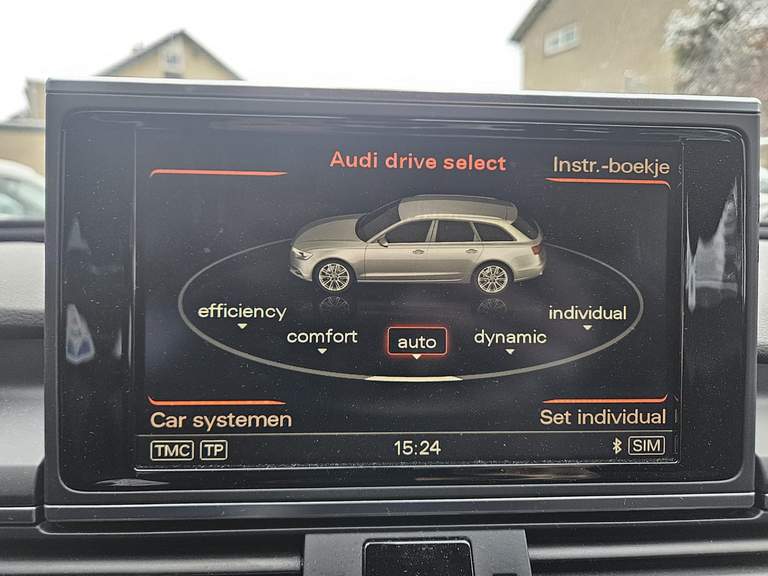 Audi drive select
Instr.-boekje
efficiency
comfort
auto
dynamic
individual
Car systemen
Set individual
TMC TP 15:24 SIM